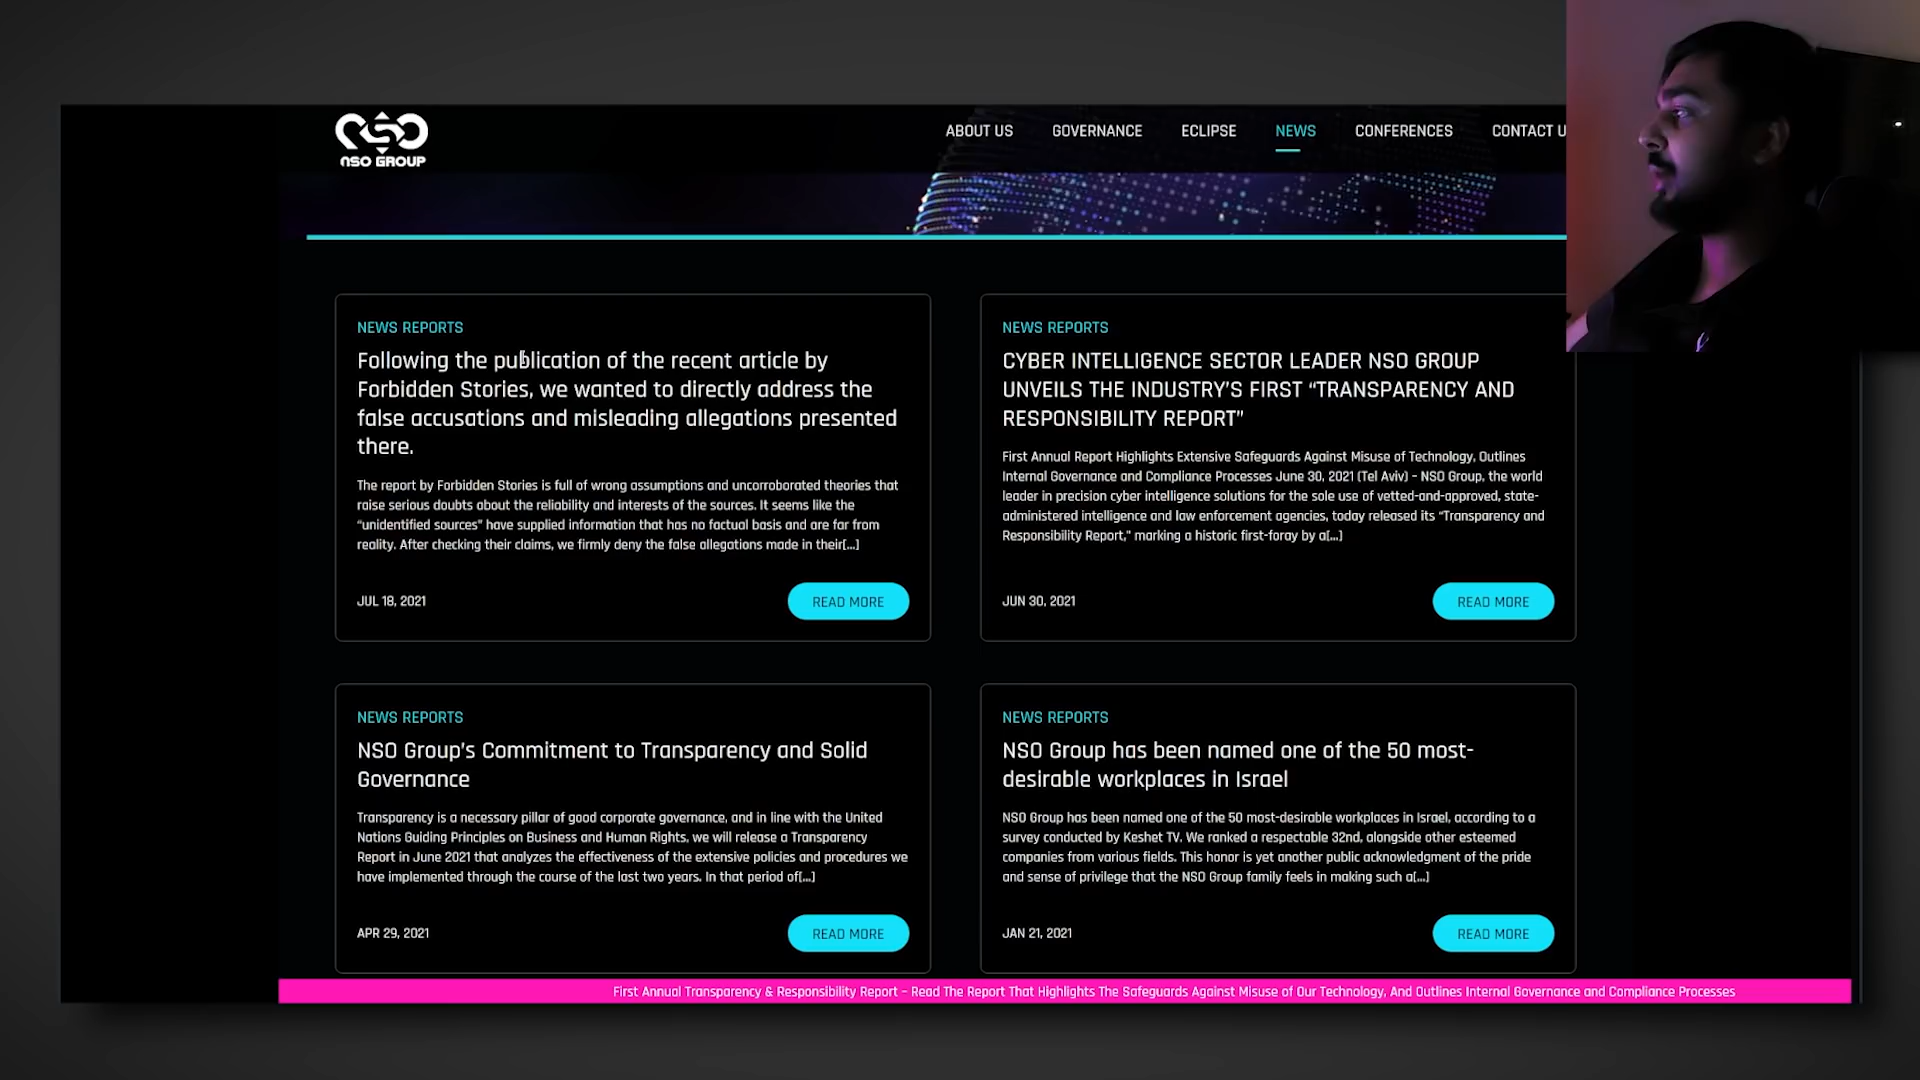 NSO GROUP
ABOUT US
GOVERNANCE
ECLIPSE
NEWS
CONFERENCES
CONTACT U
NEWS REPORTS
Following the publication of the recent article by
Forbidden Stories, we wanted to directly address the
false accusations and misleading allegations presented
there.
The report by Forbidden Stories is full of wrong assumptions and uncorroborated theories that
raise serious doubts about the reliability and interests of the sources. It seems like the
“unidentified sources” have supplied information that has no factual basis and are far from
reality. After checking their claims, we firmly deny the false allegations made in their[...]
JUL 18, 2021
READ MORE
NEWS REPORTS
CYBER INTELLIGENCE SECTOR LEADER NSO GROUP
UNVEILS THE INDUSTRY’S FIRST “TRANSPARENCY AND
RESPONSIBILITY REPORT”
First Annual Report Highlights Extensive Safeguards Against Misuse of Technology, Outlines
Internal Governance and Compliance Processes June 30, 2021 (Tel Aviv) – NSO Group, the world
leader in precision cyber intelligence solutions for the sole use of vetted-and-approved, state-
administered intelligence and law enforcement agencies, today released its “Transparency and
Responsibility Report,” marking a historic first-foray by a[...]
JUN 30, 2021
READ MORE
NEWS REPORTS
NSO Group’s Commitment to Transparency and Solid
Governance
Transparency is a necessary pillar of good corporate governance, and in line with the United
Nations Guiding Principles on Business and Human Rights, we will release a Transparency
Report in June 2021 that analyzes the effectiveness of the extensive policies and procedures we
have implemented through the course of the last two years. In that period of[...]
APR 29, 2021
READ MORE
NEWS REPORTS
NSO Group has been named one of the 50 most-
desirable workplaces in Israel
NSO Group has been named one of the 50 most-desirable workplaces in Israel, according to a
survey conducted by Keshet TV. We ranked a respectable 32nd, alongside other esteemed
companies from various fields. This honor is yet another public acknowledgment of the pride
and sense of privilege that the NSO Group family feels in making such a[...]
JAN 21, 2021
READ MORE
First Annual Transparency & Responsibility Report – Read The Report That Highlights The Safeguards Against Misuse of Our Technology, And Outlines Internal Governance and Compliance Processes